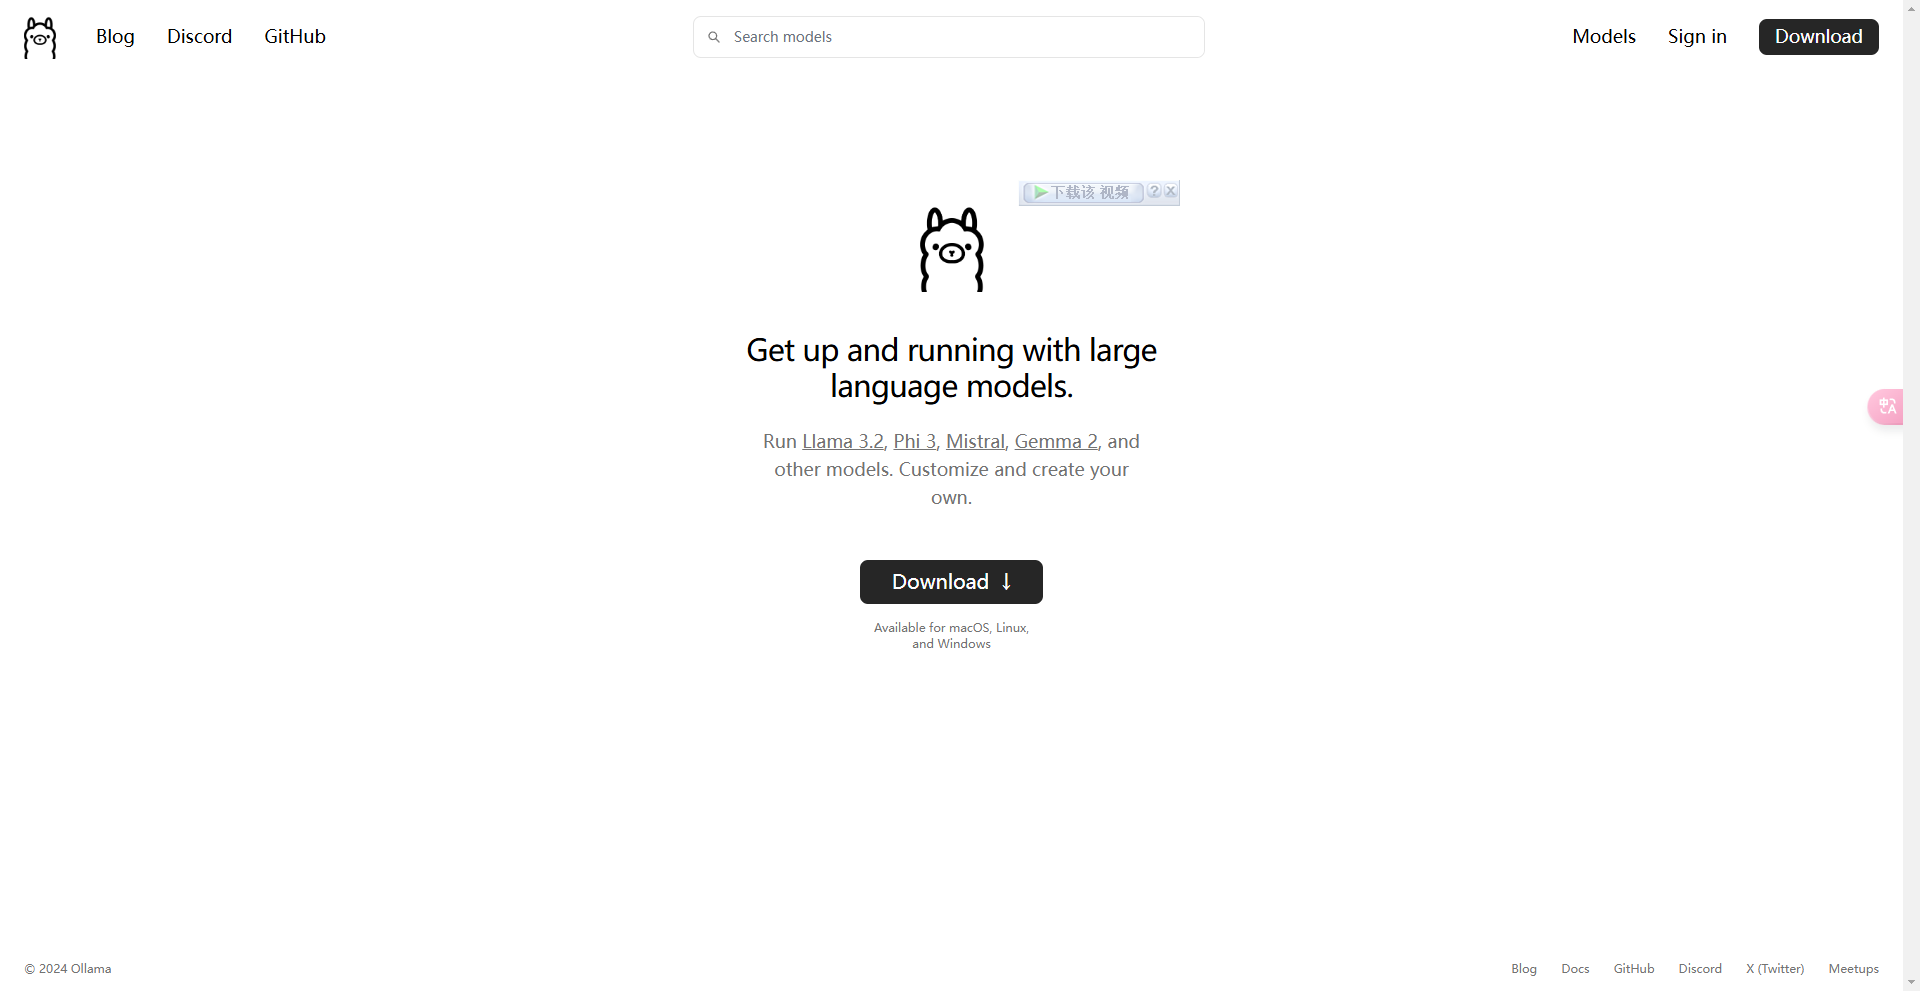 Blog Discord GitHub
Search models
Models Sign in Download
下载该 视频 ? X
Get up and running with large
language models.
Run Llama 3.2, Phi 3, Mistral, Gemma 2, and
other models. Customize and create your
own.
Download ↓
Available for macOS, Linux,
and Windows
中 A
© 2024 Ollama
Blog Docs GitHub Discord X (Twitter) Meetups